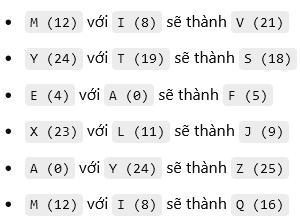 • M (12) với I (8) sẽ thành V (21)
• Y (24) với T (19) sẽ thành S (18)
• E (4) với A (0) sẽ thành F (5)
• X (23) với L (11) sẽ thành J (9)
• A (0) với Y (24) sẽ thành Z (25)
• M (12) với I (8) sẽ thành Q (16)